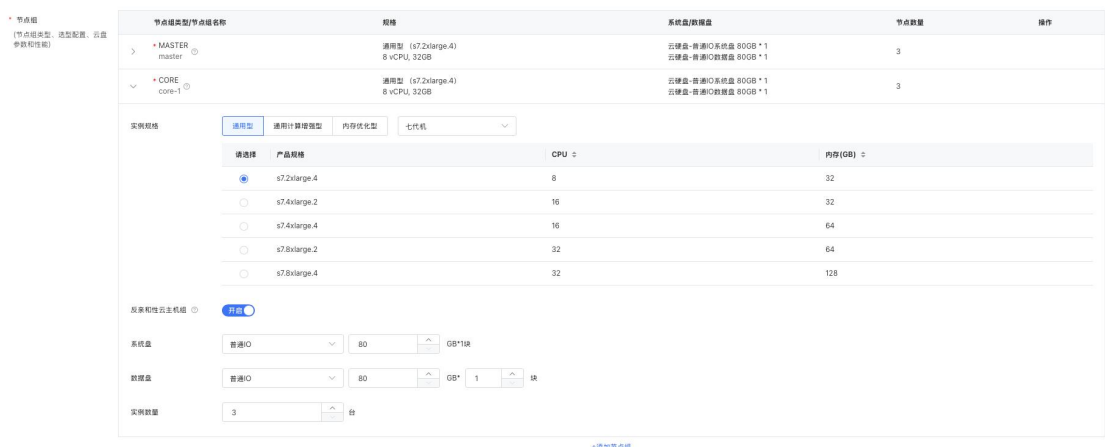 * 节点组
(节点组类型、选型配置、云盘
参数和性能)
节点组类型/节点组名称 规格 系统盘/数据盘 节点数量 操作
* MASTER
master
通用型 （s7.2xlarge.4）
8 vCPU, 32GB
云硬盘-普通IO系统盘 80GB * 1
云硬盘-普通IO数据盘 80GB * 1
3
* CORE
core-1
通用型 （s7.2xlarge.4）
8 vCPU, 32GB
云硬盘-普通IO系统盘 80GB * 1
云硬盘-普通IO数据盘 80GB * 1
3
实例规格 通用型 通用计算增强型 内存优化型 七代机
请选择 产品规格 CPU 内存(GB)
s7.2xlarge.4 8 32
s7.4xlarge.2 16 32
s7.4xlarge.4 16 64
s7.8xlarge.2 32 64
s7.8xlarge.4 32 128
反亲和性云主机组 开启
系统盘 普通IO 80 GB*1块
数据盘 普通IO 80 GB* 1 块
实例数量 3 台
+添加节点组